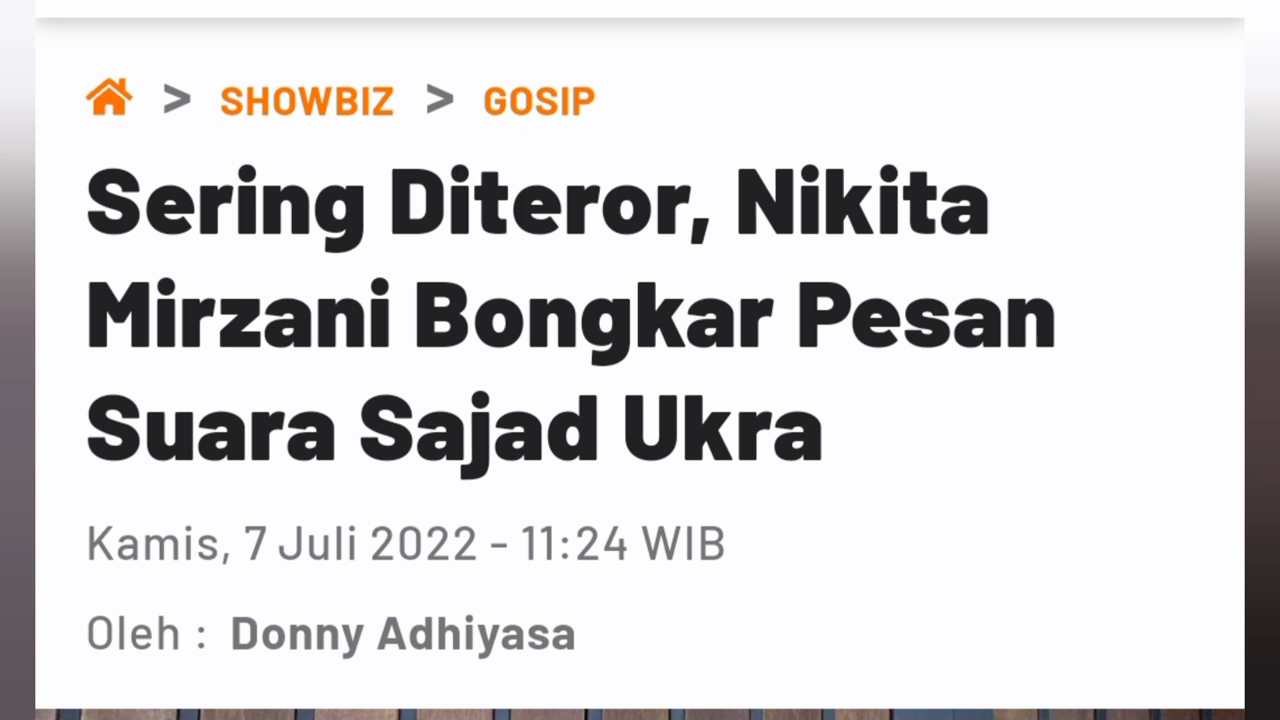 > SHOWBIZ > GOSIP
Sering Diteror, Nikita
Mirzani Bongkar Pesan
Suara Sajad Ukra
Kamis, 7 Juli 2022 - 11:24 WIB
Oleh : Donny Adhiyasa